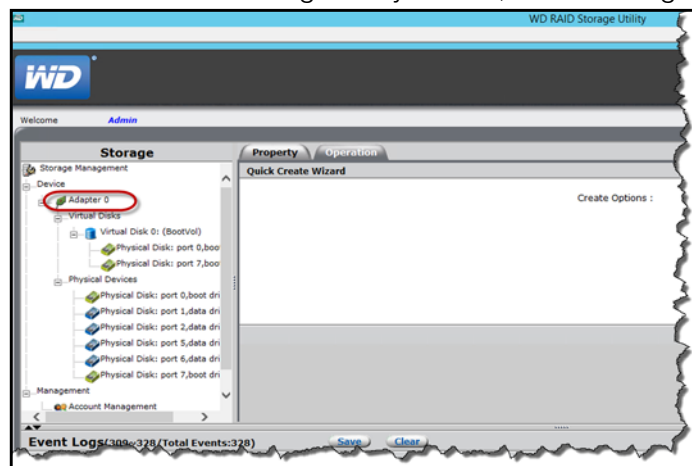 WD RAID Storage Utility
WD
Welcome Admin
Storage
Property Operation
Storage Management
Quick Create Wizard
Device
Adapter 0
Create Options :
Virtual Disks
Virtual Disk 0: (BootVol)
Physical Disk: port 0,boo
Physical Disk: port 7,boo
Physical Devices
Physical Disk: port 0,boot dri
Physical Disk: port 1,data dri
Physical Disk: port 2,data dri
Physical Disk: port 5,data dri
Physical Disk: port 6,data dri
Physical Disk: port 7,boot dri
Management
Account Management
Event Logs(309~328/Total Events:328) Save Clear